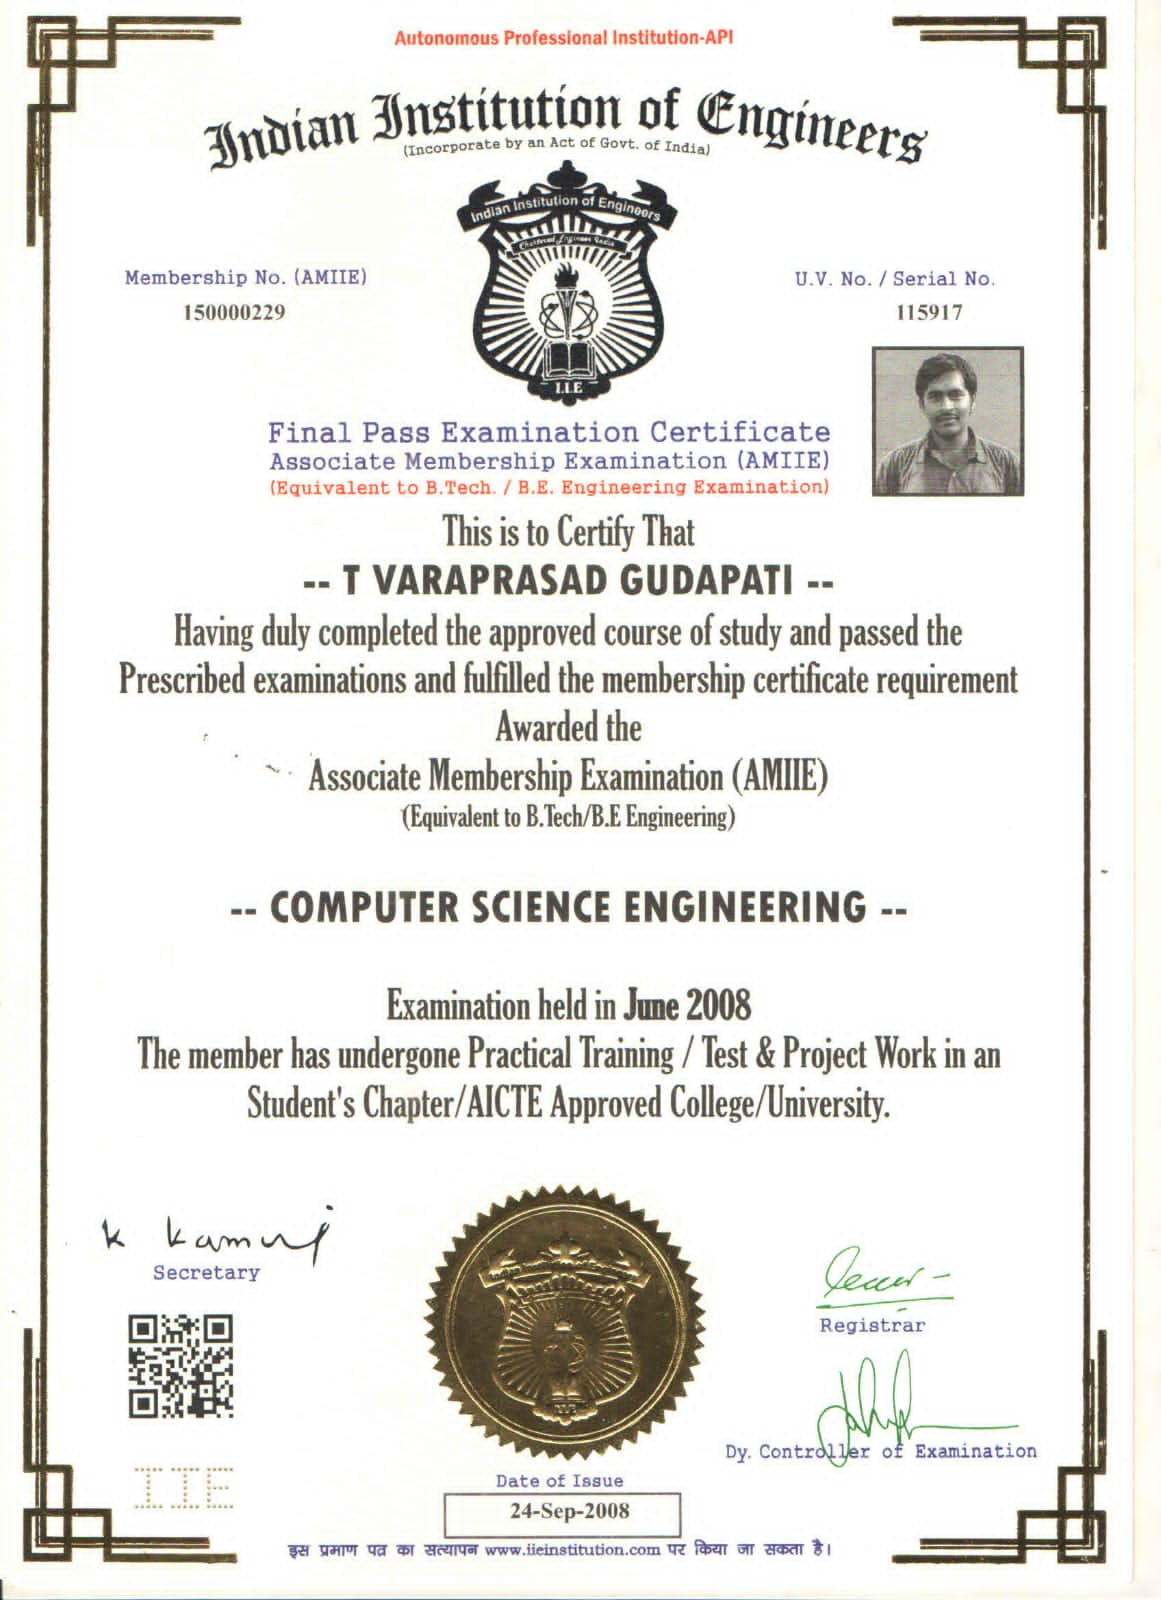 Autonomous Professional Institution-API
Indian Institution of Engineers
(Incorporate by an Act of Govt. of India)
Indian Institution of Engineers
Chartered Engineer India
I.I.E
Membership No. (AMIIE)
150000229
U.V. No. / Serial No.
115917
Final Pass Examination Certificate
Associate Membership Examination (AMIIE)
(Equivalent to B.Tech. / B.E. Engineering Examination)
This is to Certify That
-- T VARAPRASAD GUDAPATI --
Having duly completed the approved course of study and passed the
Prescribed examinations and fulfilled the membership certificate requirement
Awarded the
Associate Membership Examination (AMIIE)
(Equivalent to B.Tech/B.E Engineering)
-- COMPUTER SCIENCE ENGINEERING --
Examination held in June 2008
The member has undergone Practical Training / Test & Project Work in an
Student's Chapter/AICTE Approved College/University.
Secretary
Registrar
Dy. Controller of Examination
IIE
Date of Issue
24-Sep-2008
इस प्रमाण पत्र का सत्यापन www.iieinstitution.com पर किया जा सकता है।